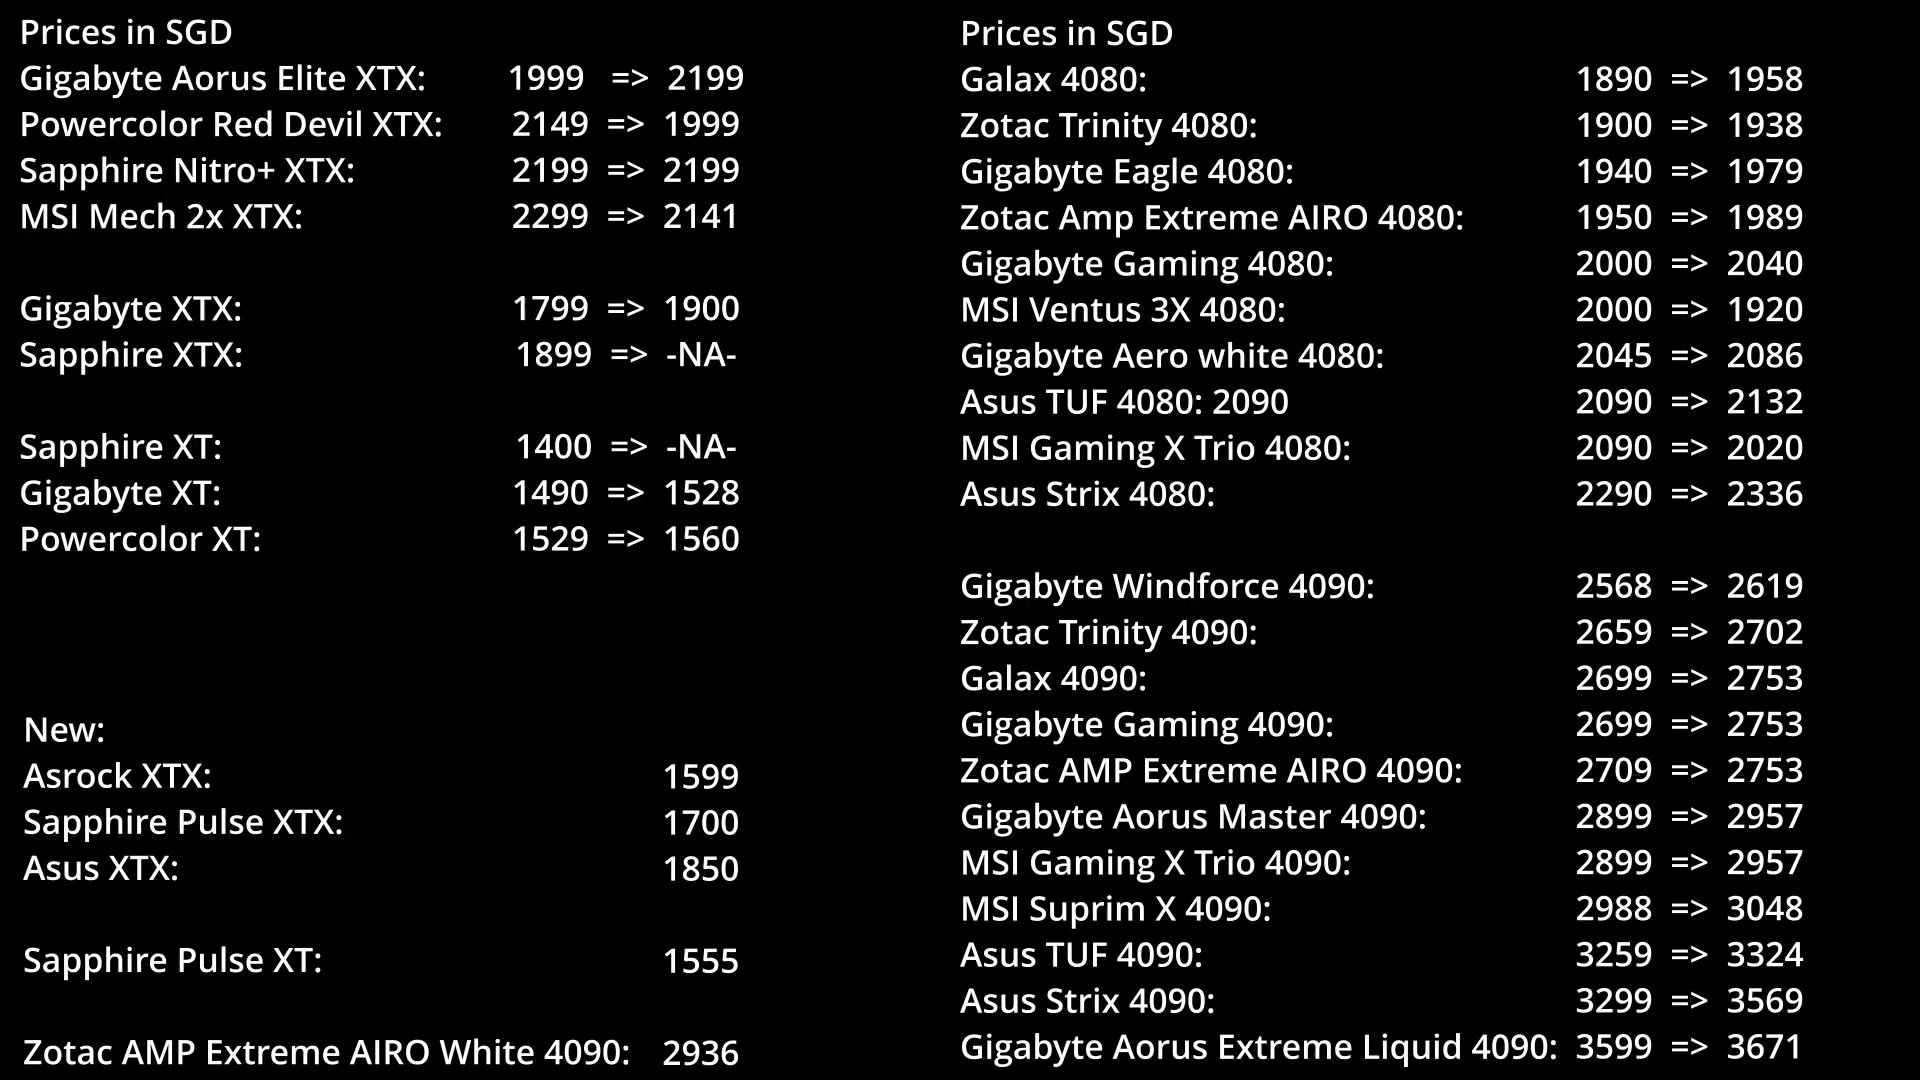 Prices in SGD
Gigabyte Aorus Elite XTX: 1999 => 2199
Powercolor Red Devil XTX: 2149 => 1999
Sapphire Nitro+ XTX: 2199 => 2199
MSI Mech 2x XTX: 2299 => 2141
Gigabyte XTX: 1799 => 1900
Sapphire XTX: 1899 => -NA-
Sapphire XT: 1400 => -NA-
Gigabyte XT: 1490 => 1528
Powercolor XT: 1529 => 1560
New:
Asrock XTX: 1599
Sapphire Pulse XTX: 1700
Asus XTX: 1850
Sapphire Pulse XT: 1555
Zotac AMP Extreme AIRO White 4090: 2936
Prices in SGD
Galax 4080: 1890 => 1958
Zotac Trinity 4080: 1900 => 1938
Gigabyte Eagle 4080: 1940 => 1979
Zotac Amp Extreme AIRO 4080: 1950 => 1989
Gigabyte Gaming 4080: 2000 => 2040
MSI Ventus 3X 4080: 2000 => 1920
Gigabyte Aero white 4080: 2045 => 2086
Asus TUF 4080: 2090 2090 => 2132
MSI Gaming X Trio 4080: 2090 => 2020
Asus Strix 4080: 2290 => 2336
Gigabyte Windforce 4090: 2568 => 2619
Zotac Trinity 4090: 2659 => 2702
Galax 4090: 2699 => 2753
Gigabyte Gaming 4090: 2699 => 2753
Zotac AMP Extreme AIRO 4090: 2709 => 2753
Gigabyte Aorus Master 4090: 2899 => 2957
MSI Gaming X Trio 4090: 2899 => 2957
MSI Suprim X 4090: 2988 => 3048
Asus TUF 4090: 3259 => 3324
Asus Strix 4090: 3299 => 3569
Gigabyte Aorus Extreme Liquid 4090: 3599 => 3671